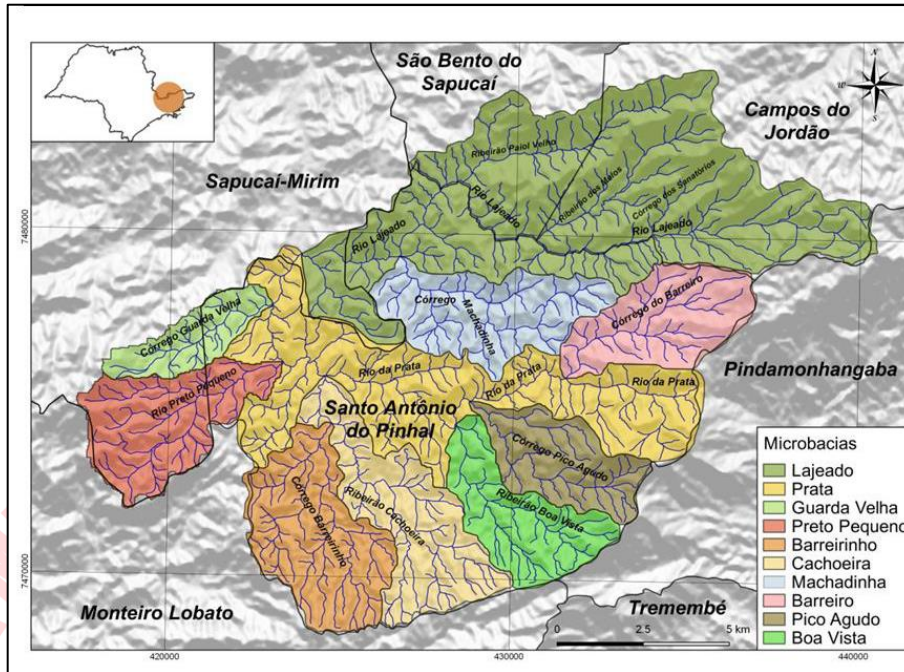 São Bento do
Sapucaí
Campos do
Jordão
N
W
S
Sapucaí-Mirim
Ribeirão Paiol Velho
Rio Lajeado
Ribeirão dos Melos
Córrego dos Sanatórios
Rio Lajeado
Rio Lajeado
7480000
Córrego Guarda Velha
Córrego
Machadinha
Córrego do Barreiro
Pindamonhangaba
Rio Preto Pequeno
Rio da Prata
Rio da Prata
Rio da Prata
Santo Antônio
do Pinhal
Córrego Pico Agudo
Córrego Barreirinho
Ribeirão Cachoeira
Ribeirão Boa Vista
7470000
Monteiro Lobato
Tremembé
0 2.5 5 km
420000
430000
440000
Microbacias
Lajeado
Prata
Guarda Velha
Preto Pequeno
Barreirinho
Cachoeira
Machadinha
Barreiro
Pico Agudo
Boa Vista